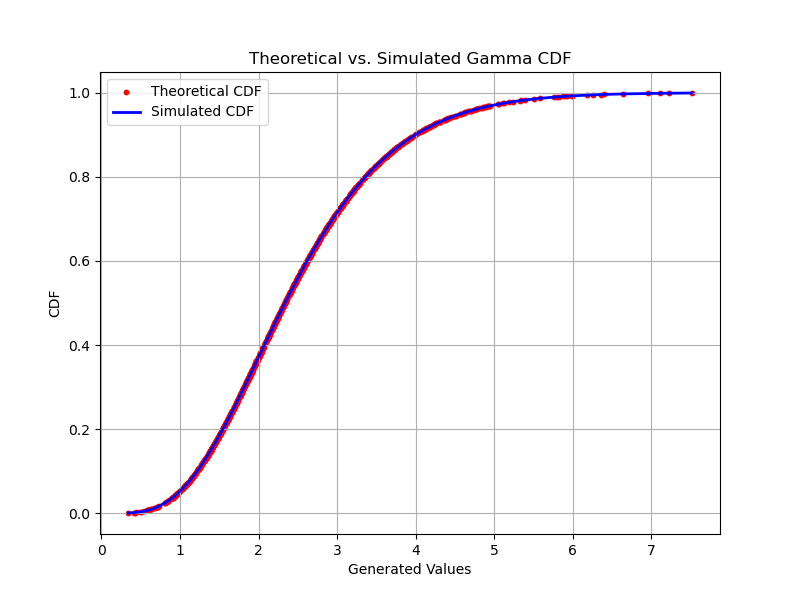 Theoretical vs. Simulated Gamma CDF
Theoretical CDF
Simulated CDF
CDF
1.0
0.8
0.6
0.4
0.2
0.0
0 1 2 3 4 5 6 7
Generated Values